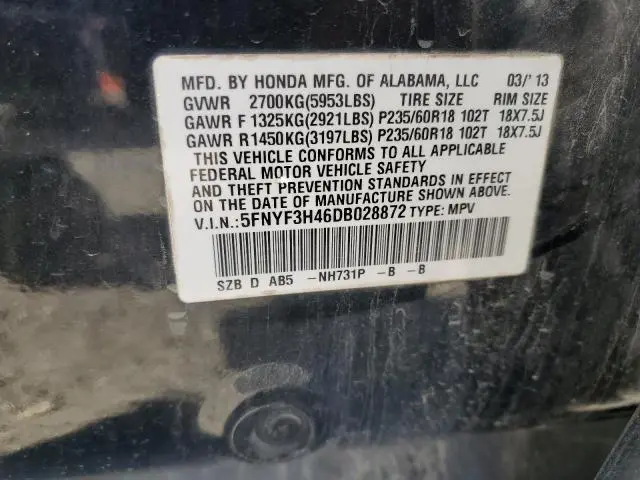 MFD. BY HONDA MFG. OF ALABAMA, LLC 03/'13
GVWR 2700KG(5953LBS) TIRE SIZE RIM SIZE
GAWR F 1325KG(2921LBS) P235/60R18 102T 18X7.5J
GAWR R1450KG(3197LBS) P235/60R18 102T 18X7.5J
THIS VEHICLE CONFORMS TO ALL APPLICABLE
FEDERAL MOTOR VEHICLE SAFETY
AND THEFT PREVENTION STANDARDS IN EFFECT
ON THE DATE OF MANUFACTURE SHOWN ABOVE.
V.I.N.:5FNYF3H46DB028872 TYPE: MPV
SZB D AB5 -NH731P -B -B